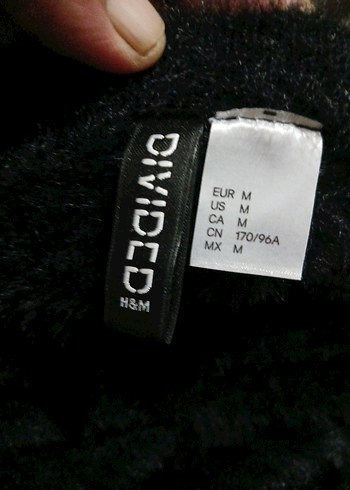 DIVIDED
H&M
EUR M
US M
CA M
CN 170/96A
MX M